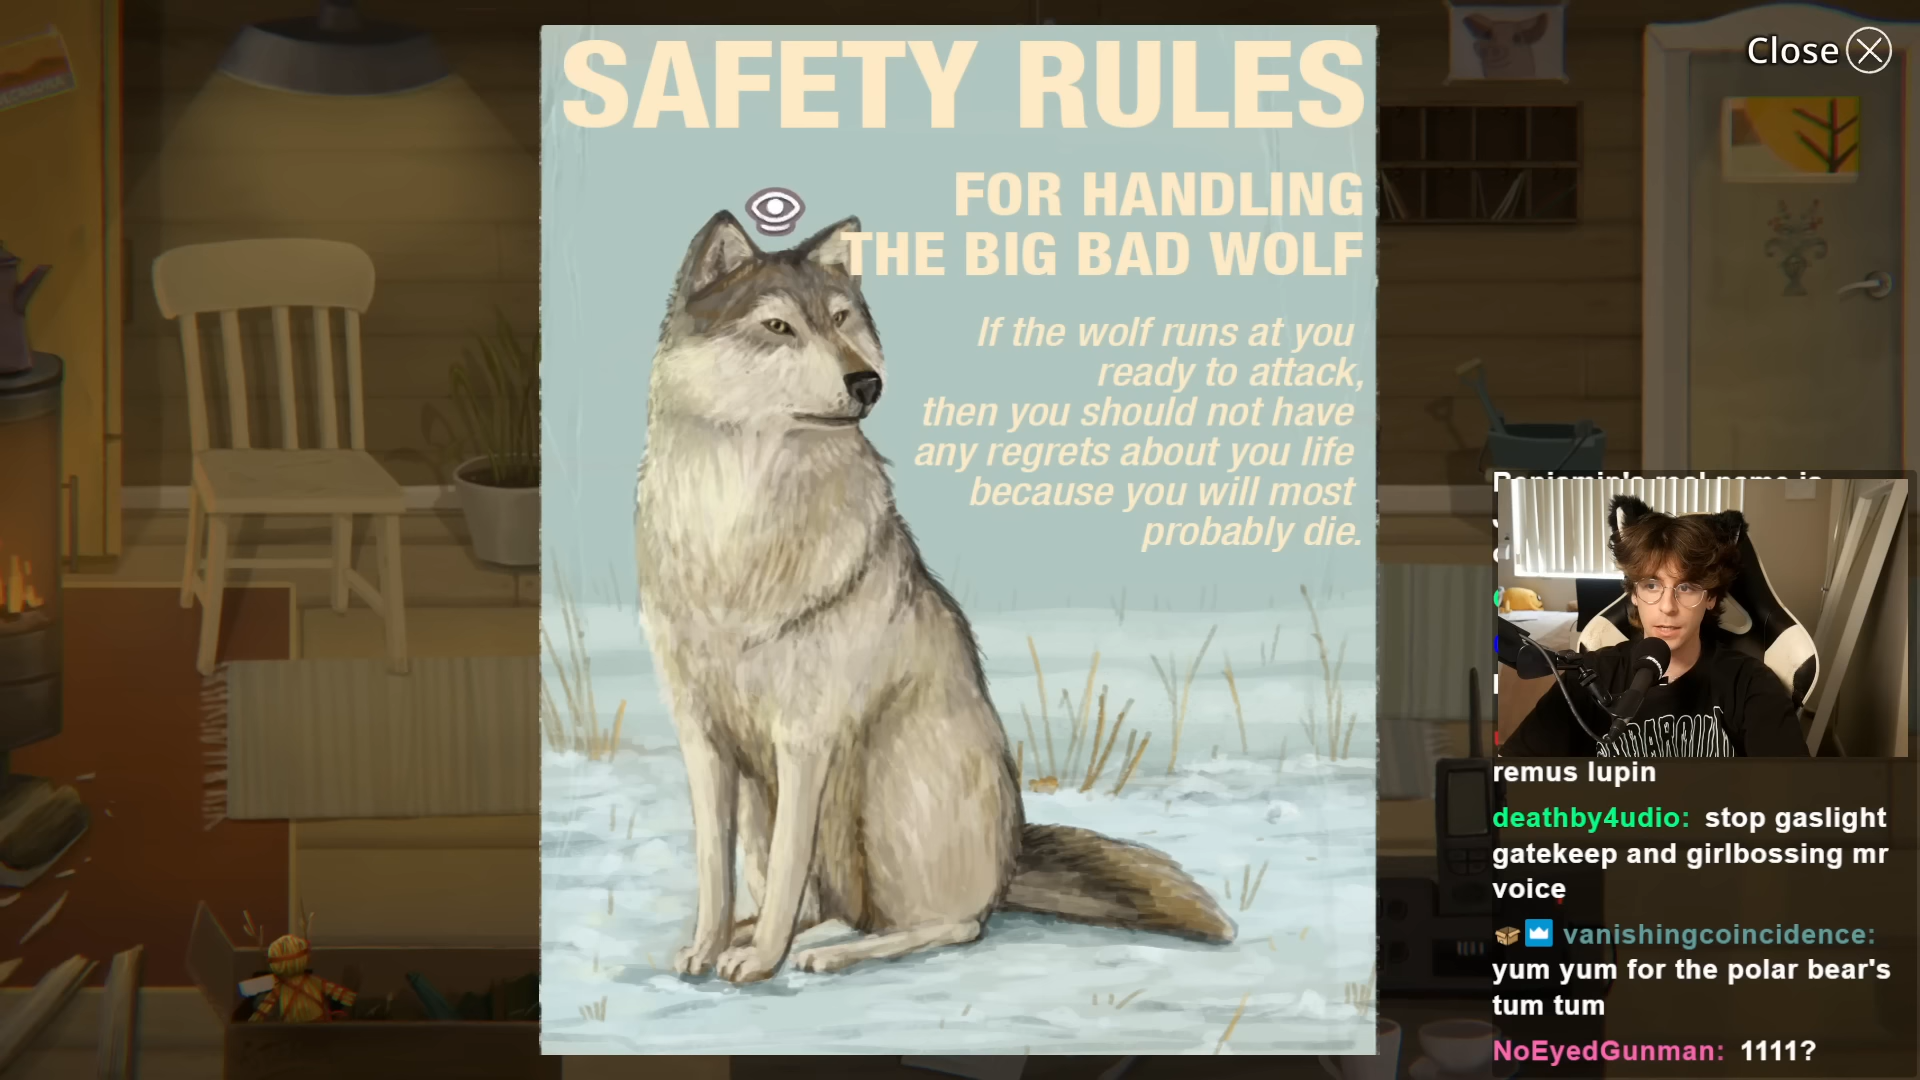 SAFETY RULES
FOR HANDLING
THE BIG BAD WOLF
If the wolf runs at you
ready to attack,
then you should not have
any regrets about you life
because you will most
probably die.
Close
remus lupin
deathby4udio: stop gaslight
gatekeep and girlbossing mr
voice
vanishingcoincidence:
yum yum for the polar bear's
tum tum
NoEyedGunman: 1111?